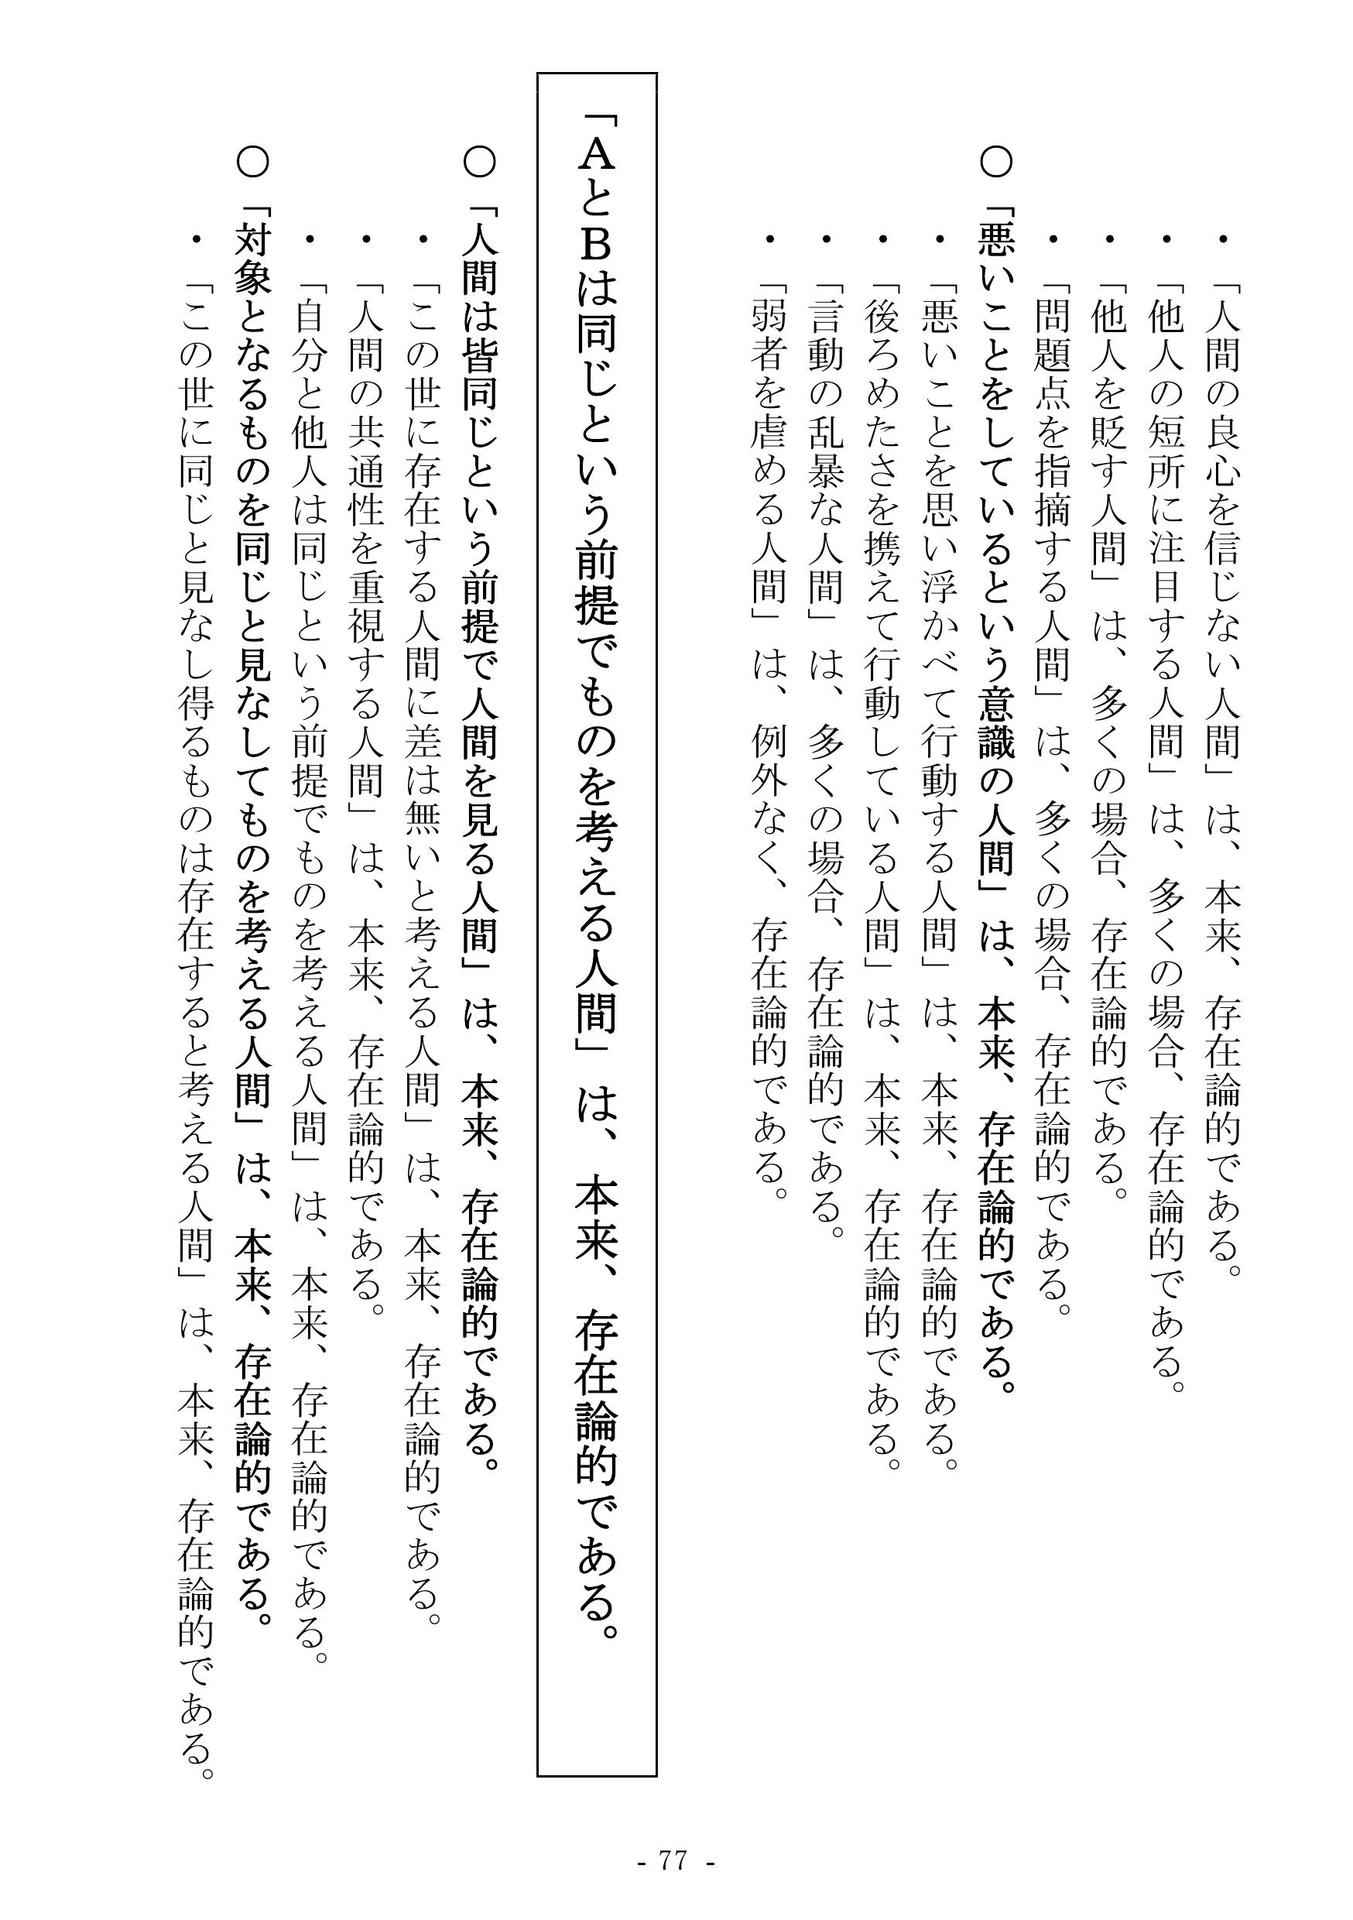 ・「人間の良心を信じない人間」は、本来、存在論的である。
・「他人の短所に注目する人間」は、多くの場合、存在論的である。
・「他人を貶す人間」は、多くの場合、存在論的である。
・「問題点を指摘する人間」は、多くの場合、存在論的である。
〇「悪いことをしているという意識の人間」は、本来、存在論的である。
・「悪いことを思い浮かべて行動する人間」は、本来、存在論的である。
・「後ろめたさを携えて行動している人間」は、本来、存在論的である。
・「言動の乱暴な人間」は、多くの場合、存在論的である。
・「弱者を虐める人間」は、例外なく、存在論的である。
「ＡとＢは同じという前提でものを考える人間」は、本来、存在論的である。
〇「人間は皆同じという前提で人間を見る人間」は、本来、存在論的である。
・「この世に存在する人間に差は無いと考える人間」は、本来、存在論的である。
・「人間の共通性を重視する人間」は、本来、存在論的である。
・「自分と他人は同じという前提でものを考える人間」は、本来、存在論的である。
〇「対象となるものを同じと見なしてものを考える人間」は、本来、存在論的である。
・「この世に同じと見なし得るものは存在すると考える人間」は、本来、存在論的である。
- 77 -